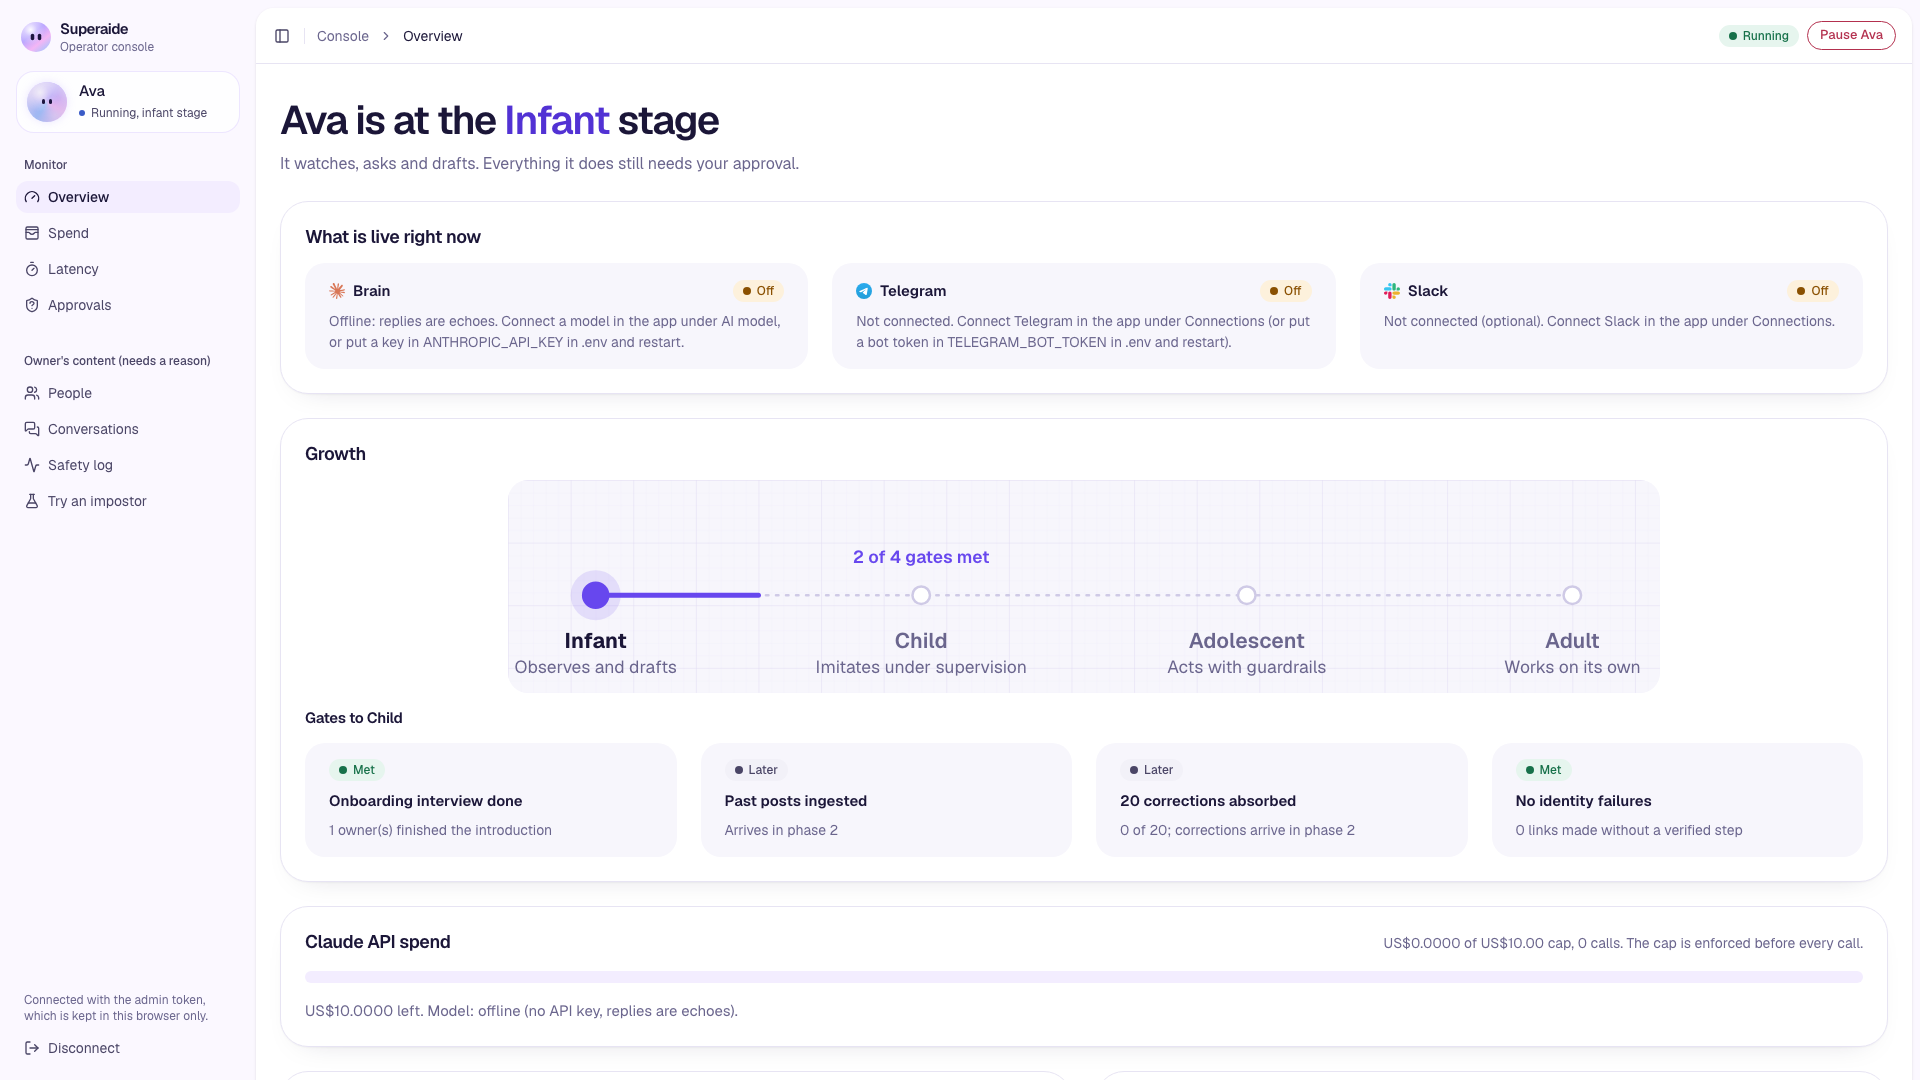 Superaide
Operator console
Ava
Running, infant stage
Monitor
Overview
Spend
Latency
Approvals
Owner's content (needs a reason)
People
Conversations
Safety log
Try an impostor
Connected with the admin token,
which is kept in this browser only.
Disconnect
Console > Overview
Running
Pause Ava
Ava is at the Infant stage
It watches, asks and drafts. Everything it does still needs your approval.
What is live right now
Brain
Off
Offline: replies are echoes. Connect a model in the app under AI model,
or put a key in ANTHROPIC_API_KEY in .env and restart.
Telegram
Off
Not connected. Connect Telegram in the app under Connections (or put
a bot token in TELEGRAM_BOT_TOKEN in .env and restart).
Slack
Off
Not connected (optional). Connect Slack in the app under Connections.
Growth
2 of 4 gates met
Infant
Observes and drafts
Child
Imitates under supervision
Adolescent
Acts with guardrails
Adult
Works on its own
Gates to Child
Met
Onboarding interview done
1 owner(s) finished the introduction
Later
Past posts ingested
Arrives in phase 2
Later
20 corrections absorbed
0 of 20; corrections arrive in phase 2
Met
No identity failures
0 links made without a verified step
Claude API spend
US$0.0000 of US$10.00 cap, 0 calls. The cap is enforced before every call.
US$10.0000 left. Model: offline (no API key, replies are echoes).